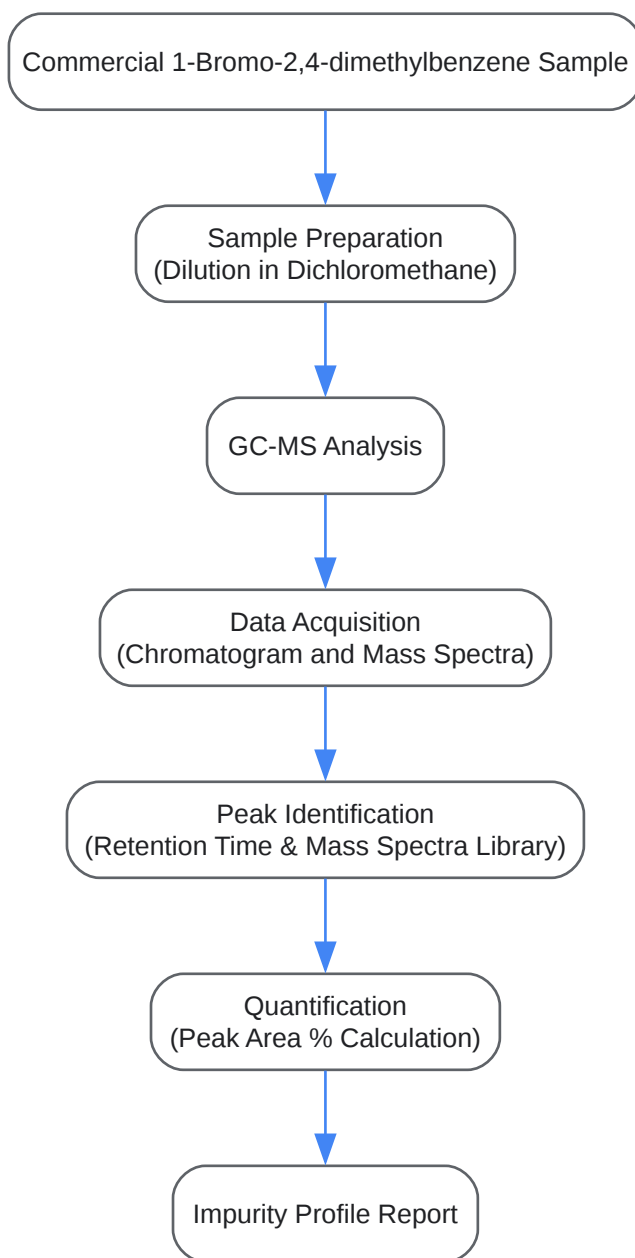 Commercial 1-Bromo-2,4-dimethylbenzene Sample
Sample Preparation
(Dilution in Dichloromethane)
GC-MS Analysis
Data Acquisition
(Chromatogram and Mass Spectra)
Peak Identification
(Retention Time & Mass Spectra Library)
Quantification
(Peak Area % Calculation)
Impurity Profile Report